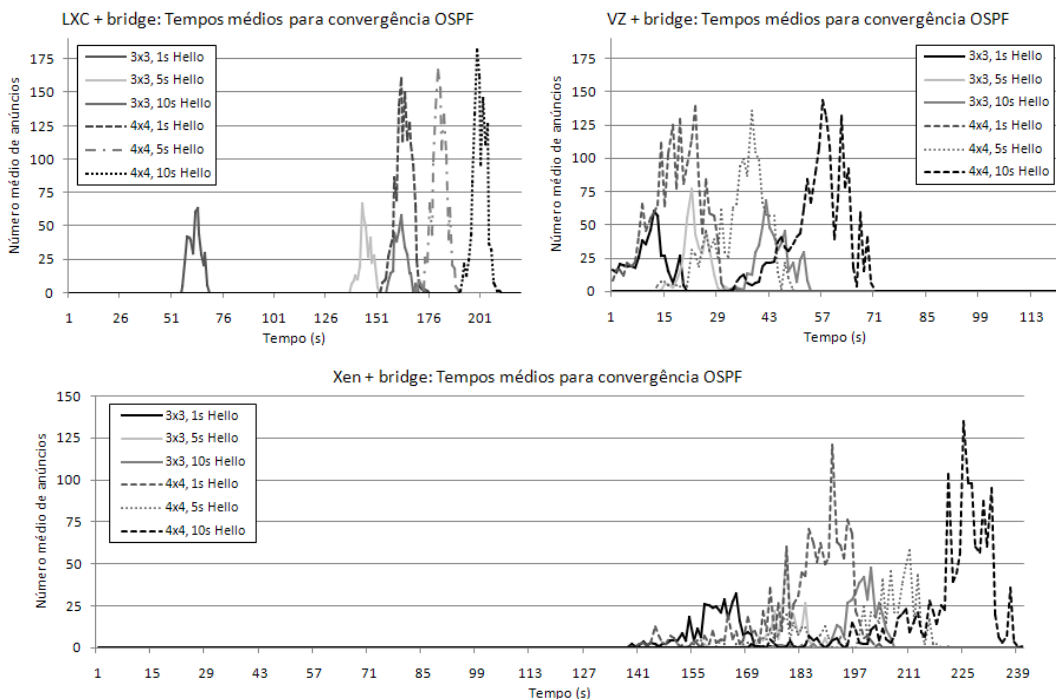 LXC + bridge: Tempos médios para convergência OSPF
Número médio de anúncios
175
150
125
100
75
50
25
0
3x3, 1s Hello
3x3, 5s Hello
3x3, 10s Hello
4x4, 1s Hello
4x4, 5s Hello
4x4, 10s Hello
1 26 51 76 101 126 151 176 201
Tempo (s)
VZ + bridge: Tempos médios para convergência OSPF
Número médio de anúncios
175
150
125
100
75
50
25
0
3x3, 1s Hello
3x3, 5s Hello
3x3, 10s Hello
4x4, 1s Hello
4x4, 5s Hello
4x4, 10s Hello
1 15 29 43 57 71 85 99 113
Tempo (s)
Xen + bridge: Tempos médios para convergência OSPF
Número médio de anúncios
150
125
100
75
50
25
0
3x3, 1s Hello
3x3, 5s Hello
3x3, 10s Hello
4x4, 1s Hello
4x4, 5s Hello
4x4, 10s Hello
1 15 29 43 57 71 85 99 113 127 141 155 169 183 197 211 225 239
Tempo (s)